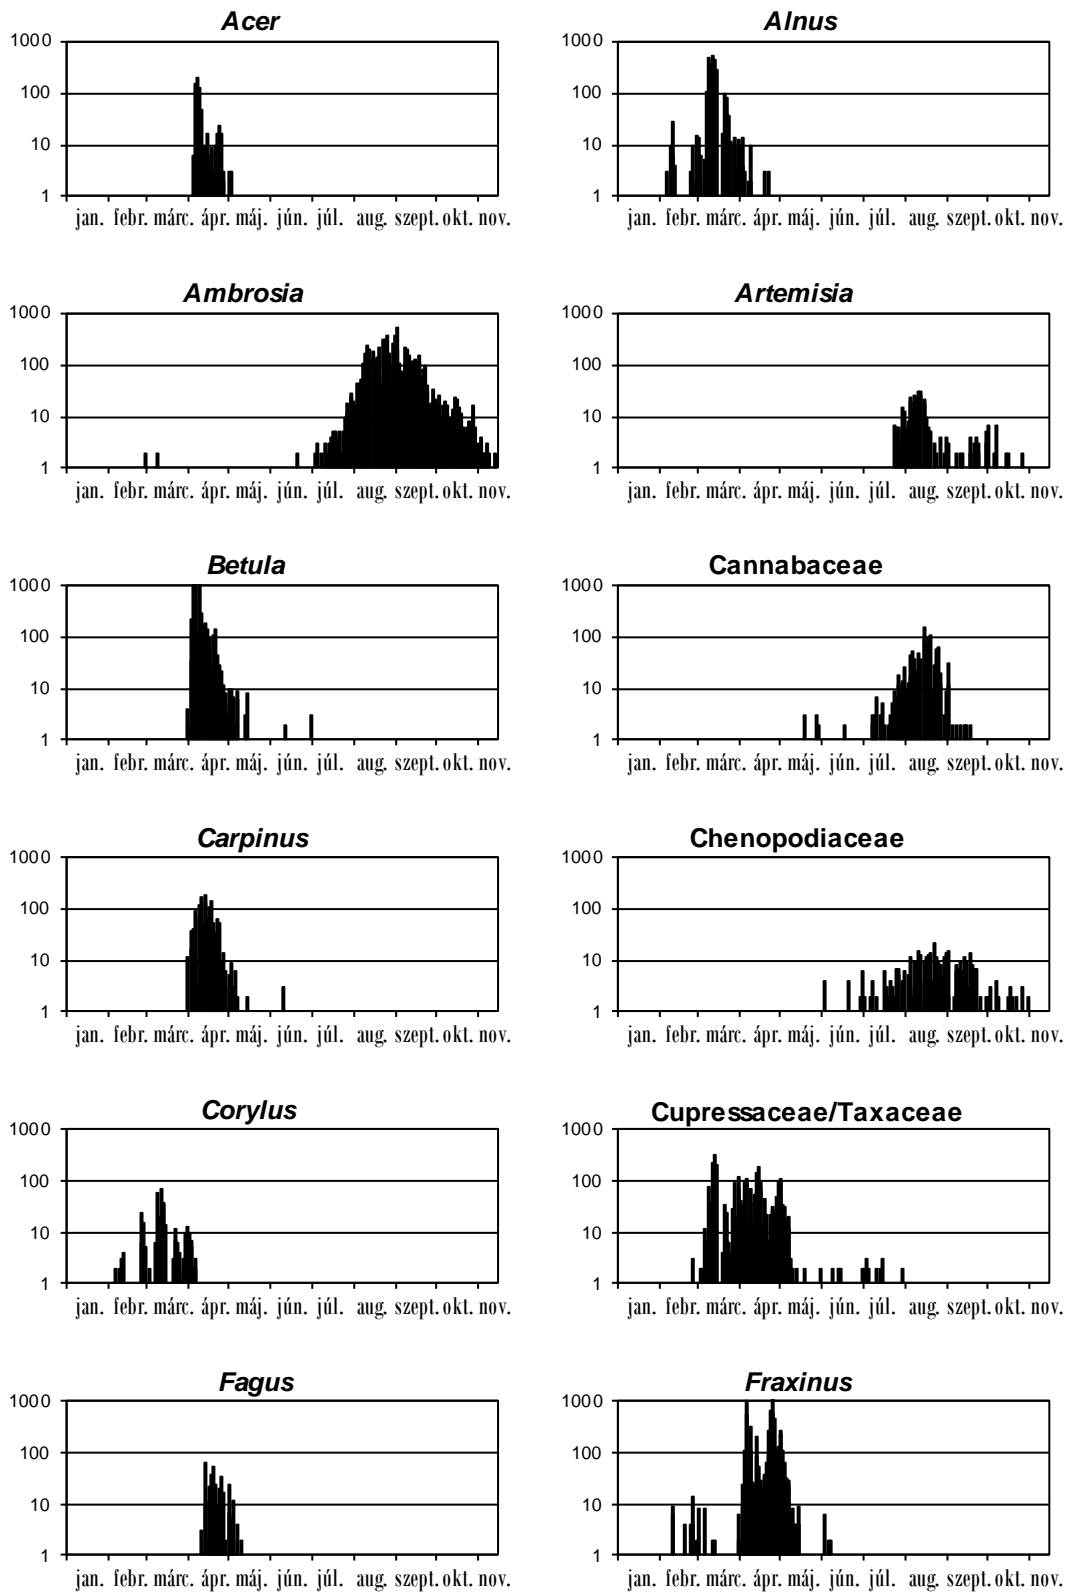 Acer
1000
100
10
1
jan. febr. márc. ápr. máj. jún. júl. aug. szept. okt. nov.
Alnus
1000
100
10
1
jan. febr. márc. ápr. máj. jún. júl. aug. szept. okt. nov.
Ambrosia
1000
100
10
1
jan. febr. márc. ápr. máj. jún. júl. aug. szept. okt. nov.
Artemisia
1000
100
10
1
jan. febr. márc. ápr. máj. jún. júl. aug. szept. okt. nov.
Betula
1000
100
10
1
jan. febr. márc. ápr. máj. jún. júl. aug. szept. okt. nov.
Cannabaceae
1000
100
10
1
jan. febr. márc. ápr. máj. jún. júl. aug. szept. okt. nov.
Carpinus
1000
100
10
1
jan. febr. márc. ápr. máj. jún. júl. aug. szept. okt. nov.
Chenopodiaceae
1000
100
10
1
jan. febr. márc. ápr. máj. jún. júl. aug. szept. okt. nov.
Corylus
1000
100
10
1
jan. febr. márc. ápr. máj. jún. júl. aug. szept. okt. nov.
Cupressaceae/Taxaceae
1000
100
10
1
jan. febr. márc. ápr. máj. jún. júl. aug. szept. okt. nov.
Fagus
1000
100
10
1
jan. febr. márc. ápr. máj. jún. júl. aug. szept. okt. nov.
Fraxinus
1000
100
10
1
jan. febr. márc. ápr. máj. jún. júl. aug. szept. okt. nov.